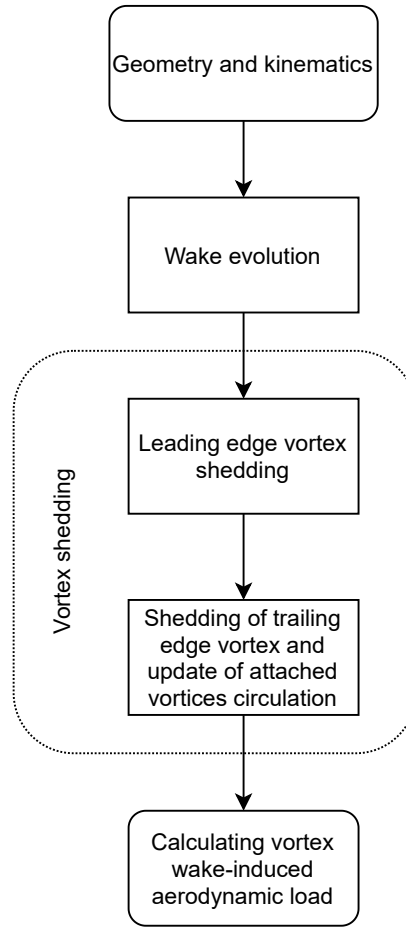 Geometry and kinematics
Wake evolution
Vortex shedding
Leading edge vortex
shedding
Shedding of trailing
edge vortex and
update of attached
vortices circulation
Calculating vortex
wake-induced
aerodynamic load